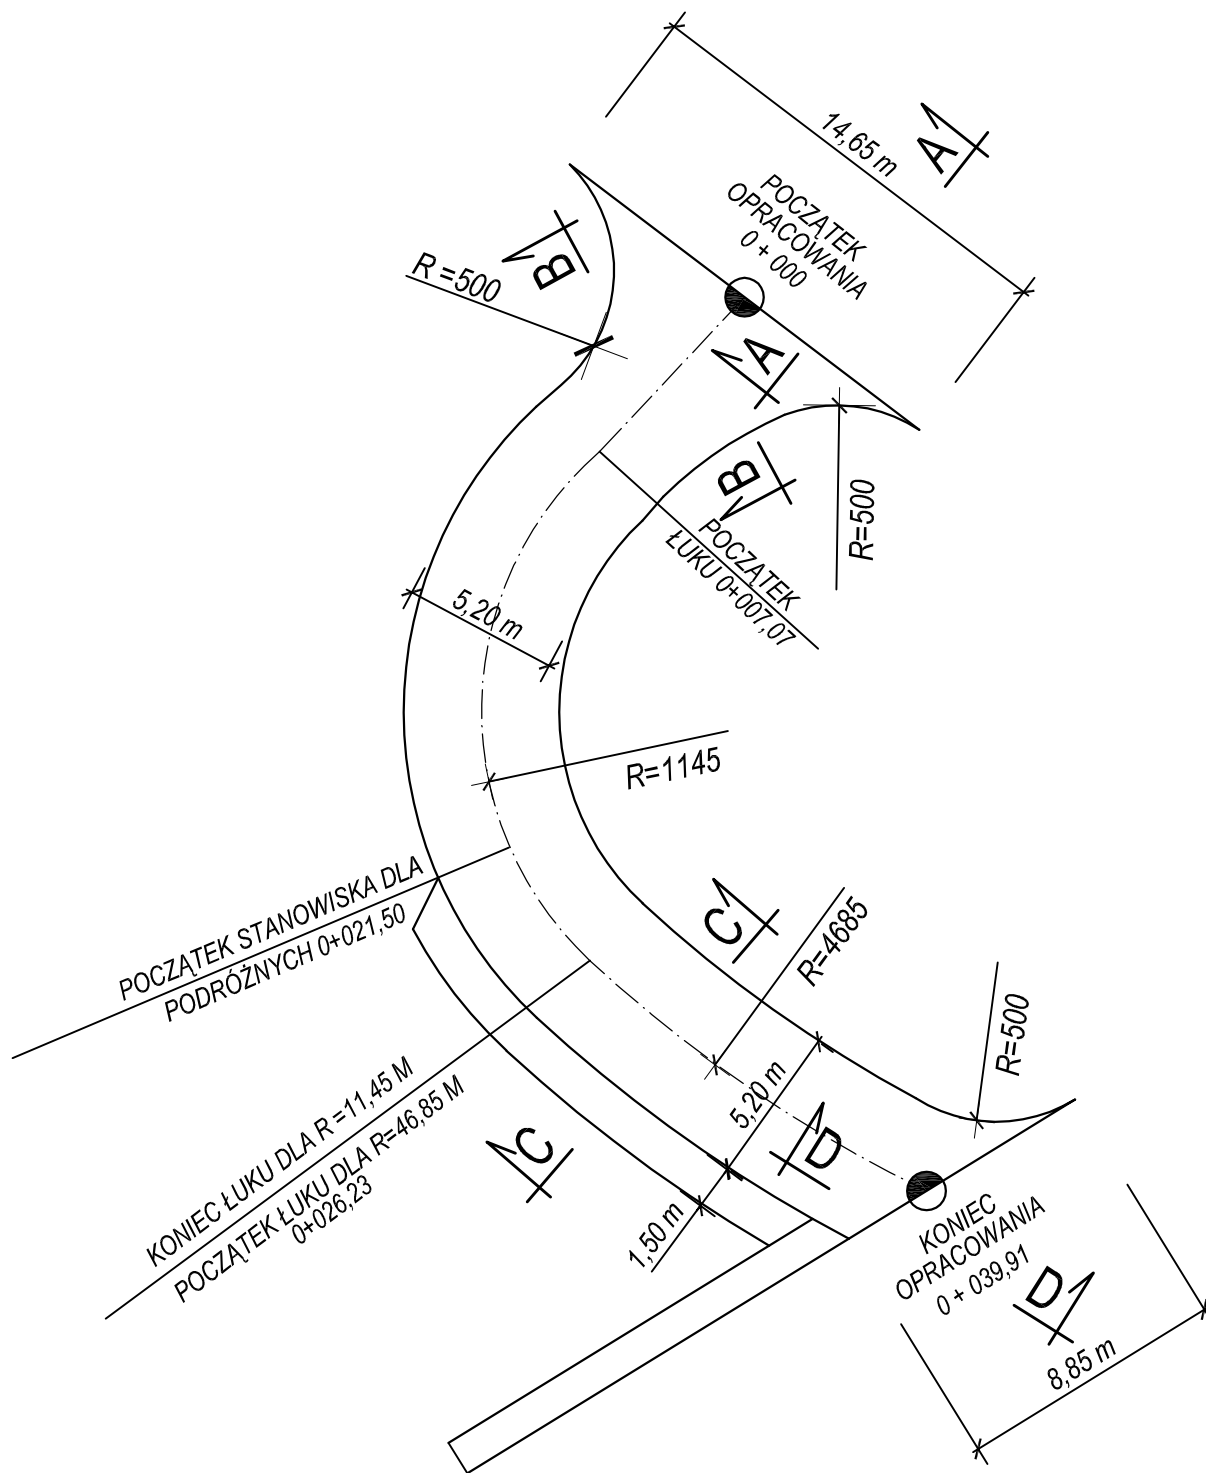 14,65 m
A
POCZĄTEK
OPRACOWANIA
0 + 000
B
R =500
A
B
R=500
POCZĄTEK
ŁUKU 0+007,07
5,20 m
R=1145
POCZĄTEK STANOWISKA DLA
PODRÓŻNYCH 0+021,50
C
R=4685
R=500
KONIEC ŁUKU DLA R =11,45 M
POCZĄTEK ŁUKU DLA R=46,85 M
0+026,23
C
5,20 m
D
1,50 m
KONIEC
OPRACOWANIA
0 + 039,91
D
8,85 m